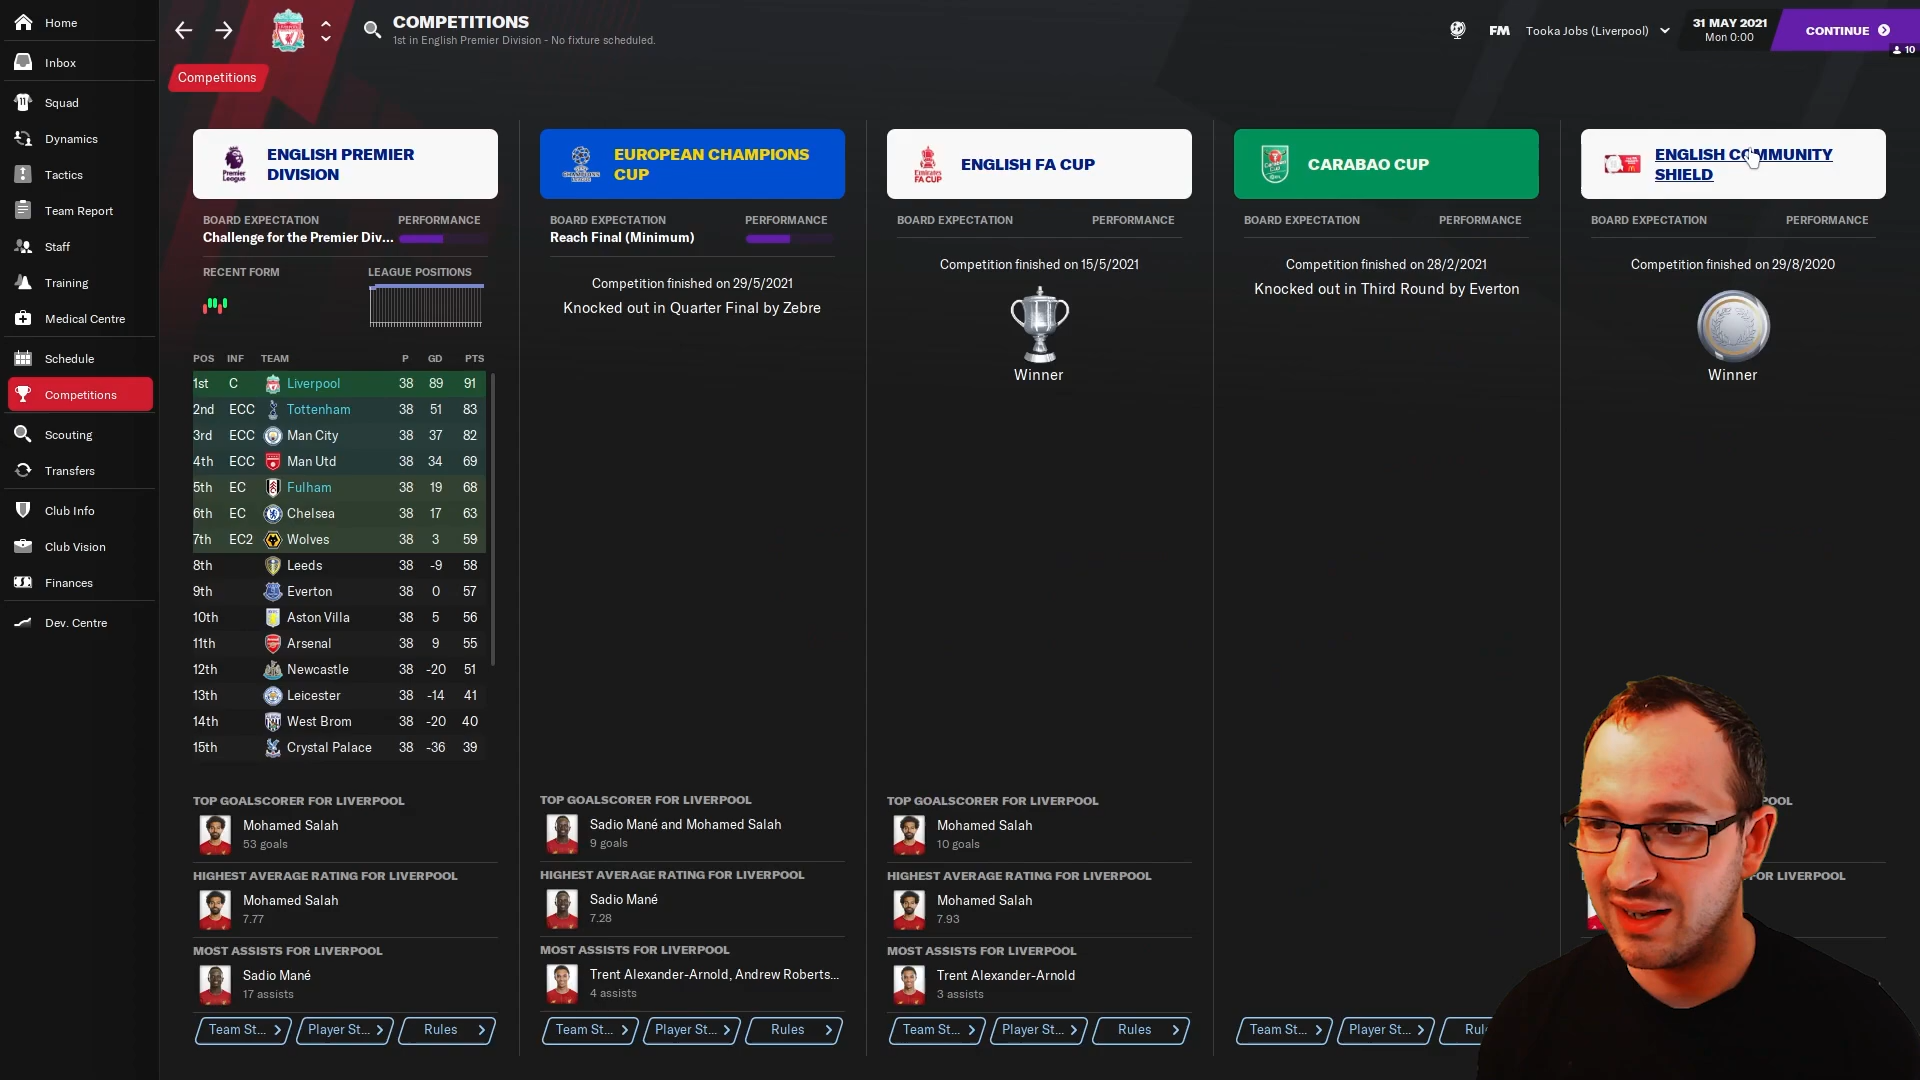 Home
Inbox
Squad
Dynamics
Tactics
Team Report
Staff
Training
Medical Centre
Schedule
Competitions
Scouting
Transfers
Club Info
Club Vision
Finances
Dev. Centre
COMPETITIONS
1st in English Premier Division - No fixture scheduled.
FM
Tooka Jobs (Liverpool)
31 MAY 2021
Mon 0:00
CONTINUE
10
Competitions
Premier League
ENGLISH PREMIER
DIVISION
BOARD EXPECTATION PERFORMANCE
Challenge for the Premier Div...
RECENT FORM LEAGUE POSITIONS
POS INF TEAM P GD PTS
1st C Liverpool 38 89 91
2nd ECC Tottenham 38 51 83
3rd ECC Man City 38 37 82
4th ECC Man Utd 38 34 69
5th EC Fulham 38 19 68
6th EC Chelsea 38 17 63
7th EC2 Wolves 38 3 59
8th Leeds 38 -9 58
9th Everton 38 0 57
10th Aston Villa 38 5 56
11th Arsenal 38 9 55
12th Newcastle 38 -20 51
13th Leicester 38 -14 41
14th West Brom 38 -20 40
15th Crystal Palace 38 -36 39
TOP GOALSCORER FOR LIVERPOOL
Mohamed Salah
53 goals
HIGHEST AVERAGE RATING FOR LIVERPOOL
Mohamed Salah
7.77
MOST ASSISTS FOR LIVERPOOL
Sadio Mané
17 assists
Team St... Player St... Rules
EUROPEAN CHAMPIONS
CUP
BOARD EXPECTATION PERFORMANCE
Reach Final (Minimum)
Competition finished on 29/5/2021
Knocked out in Quarter Final by Zebre
TOP GOALSCORER FOR LIVERPOOL
Sadio Mané and Mohamed Salah
9 goals
HIGHEST AVERAGE RATING FOR LIVERPOOL
Sadio Mané
7.28
MOST ASSISTS FOR LIVERPOOL
Trent Alexander-Arnold, Andrew Roberts...
4 assists
Team St... Player St... Rules
Emirates
FA CUP
ENGLISH FA CUP
BOARD EXPECTATION PERFORMANCE
Competition finished on 15/5/2021
Winner
TOP GOALSCORER FOR LIVERPOOL
Mohamed Salah
10 goals
HIGHEST AVERAGE RATING FOR LIVERPOOL
Mohamed Salah
7.93
MOST ASSISTS FOR LIVERPOOL
Trent Alexander-Arnold
3 assists
Team St... Player St... Rules
CARABAO CUP
BOARD EXPECTATION PERFORMANCE
Competition finished on 28/2/2021
Knocked out in Third Round by Everton
Team St... Player St...
ENGLISH COMMUNITY
SHIELD
BOARD EXPECTATION PERFORMANCE
Competition finished on 29/8/2020
Winner
FOR LIVERPOOL